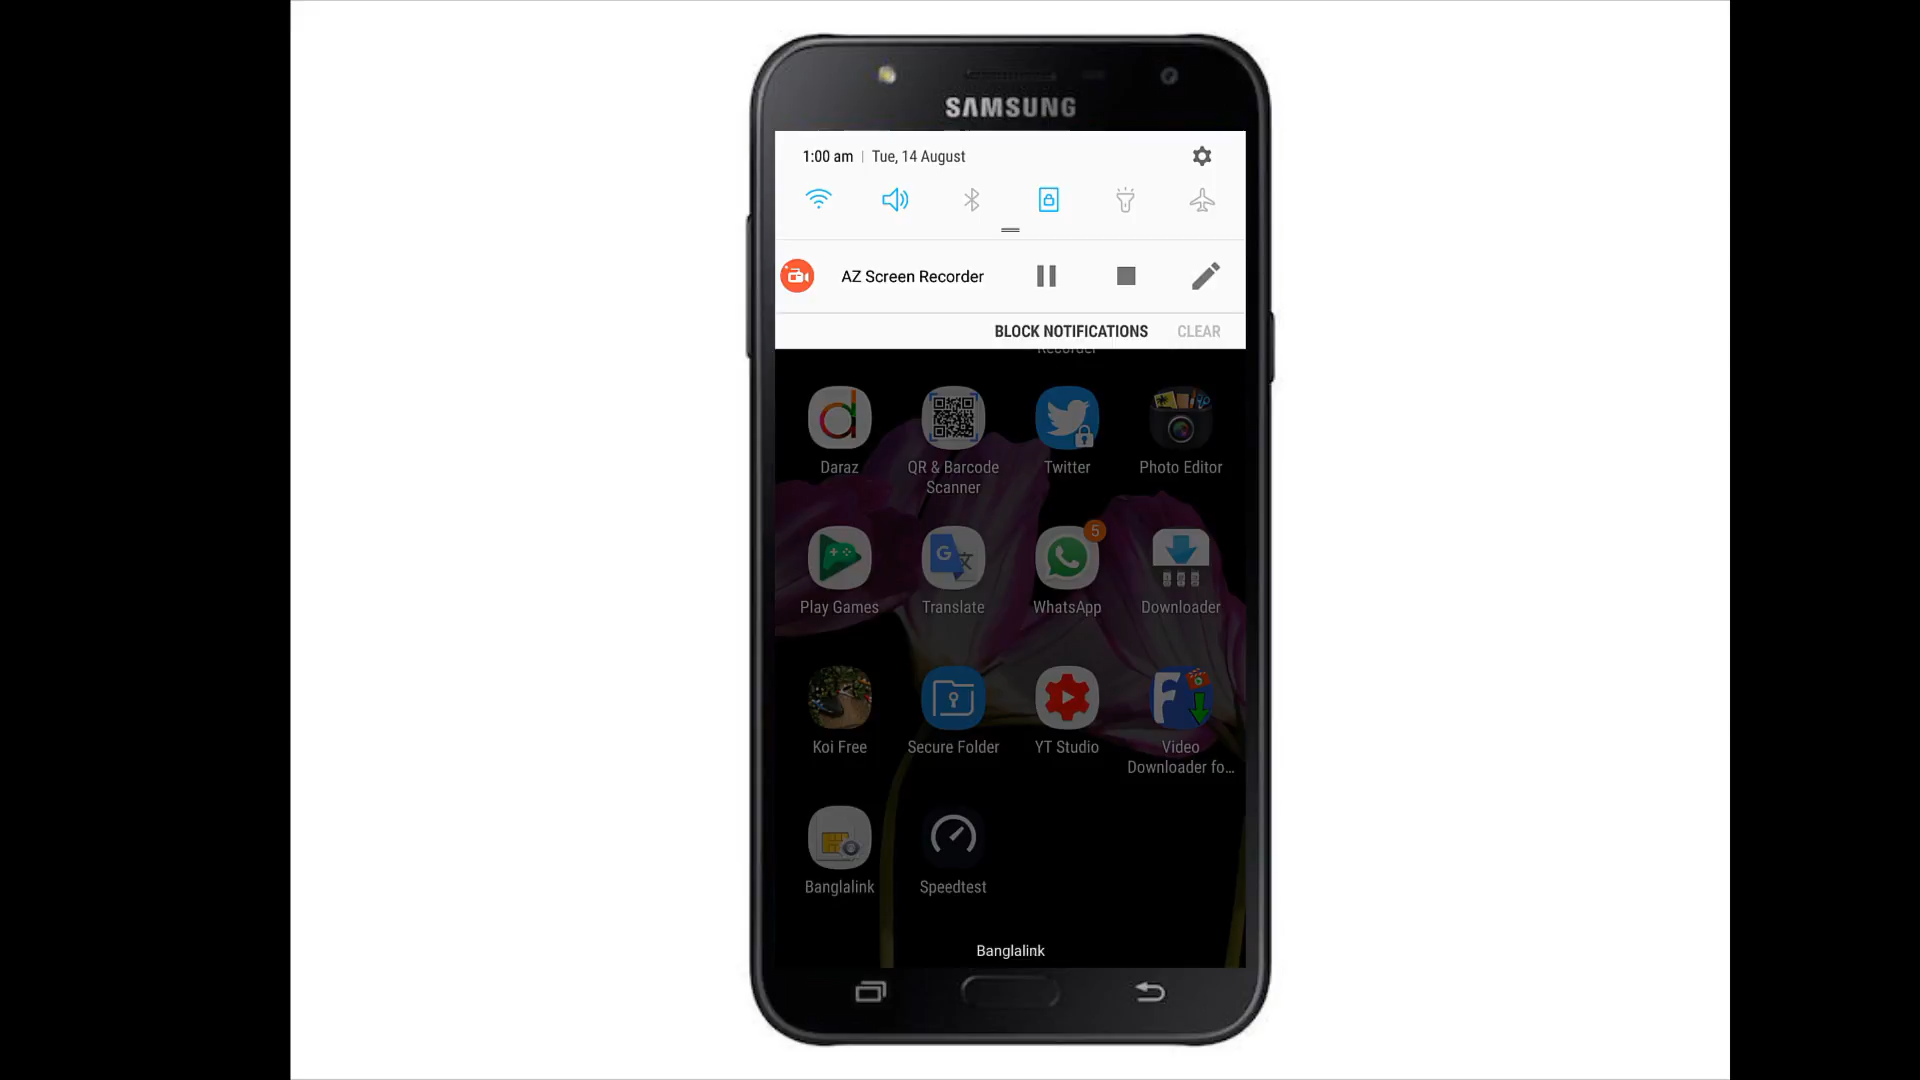 SAMSUNG
1:00 am | Tue, 14 August
AZ Screen Recorder
BLOCK NOTIFICATIONS CLEAR
Recorder
Daraz QR & Barcode Scanner Twitter Photo Editor
5
Play Games Translate WhatsApp Downloader
Koi Free Secure Folder YT Studio Video Downloader fo...
Banglalink Speedtest
Banglalink